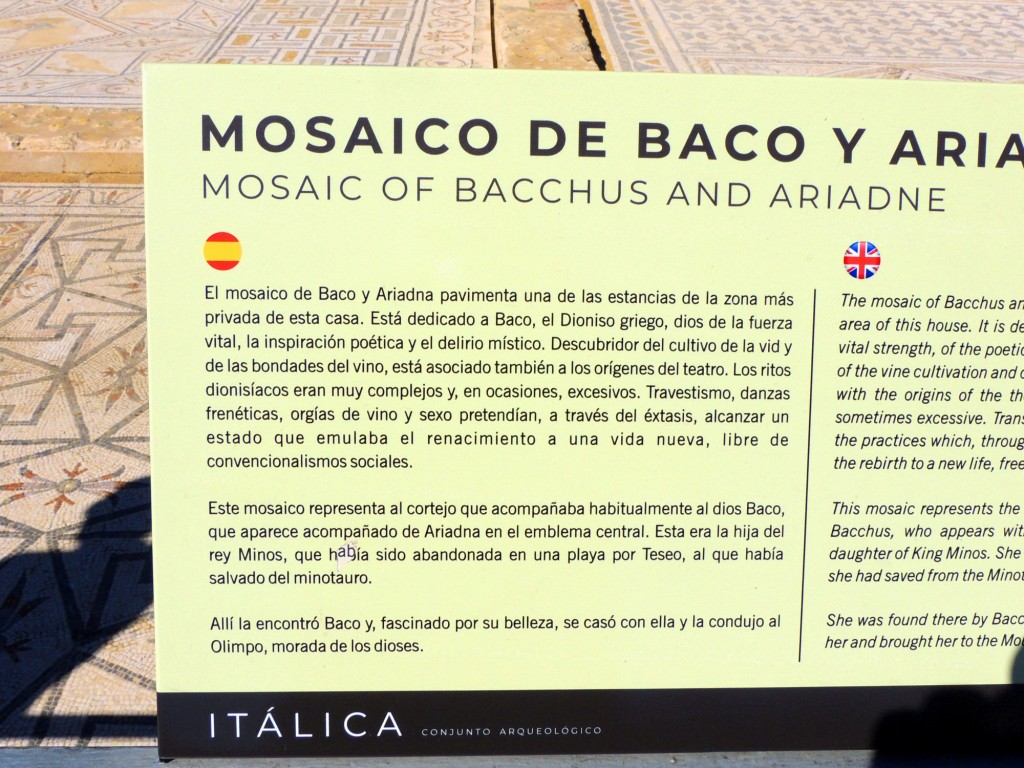 MOSAICO DE BACO Y ARIA
MOSAIC OF BACCHUS AND ARIADNE
El mosaico de Baco y Ariadna pavimenta una de las estancias de la zona más
privada de esta casa. Está dedicado a Baco, el Dioniso griego, dios de la fuerza
vital, la inspiración poética y el delirio místico. Descubridor del cultivo de la vid y
de las bondades del vino, está asociado también a los orígenes del teatro. Los ritos
dionisíacos eran muy complejos y, en ocasiones, excesivos. Travestismo, danzas
frenéticas, orgías de vino y sexo pretendían, a través del éxtasis, alcanzar un
estado que emulaba el renacimiento a una vida nueva, libre de
convencionalismos sociales.
Este mosaico representa al cortejo que acompañaba habitualmente al dios Baco,
que aparece acompañado de Ariadna en el emblema central. Esta era la hija del
rey Minos, que había sido abandonada en una playa por Teseo, al que había
salvado del minotauro.
Allí la encontró Baco y, fascinado por su belleza, se casó con ella y la condujo al
Olimpo, morada de los dioses.
The mosaic of Bacchus an
area of this house. It is de
vital strength, of the poetic
of the vine cultivation and
with the origins of the th
sometimes excessive. Trans
the practices which, throug
the rebirth to a new life, free
This mosaic represents the
Bacchus, who appears wit
daughter of King Minos. She
she had saved from the Minot
She was found there by Bacc
her and brought her to the Mou
ITÁLICA CONJUNTO ARQUEOLÓGICO